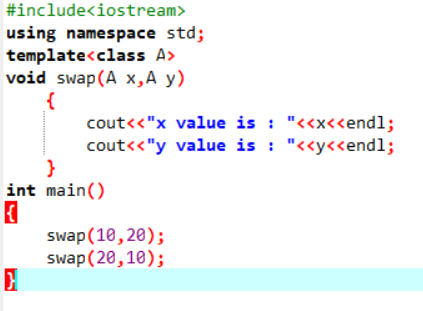 #include<iostream>
using namespace std;
template<class A>
void swap(A x,A y)
{
cout<<"x value is : "<<x<<endl;
cout<<"y value is : "<<y<<endl;
}
int main()
{
swap(10,20);
swap(20,10);
}